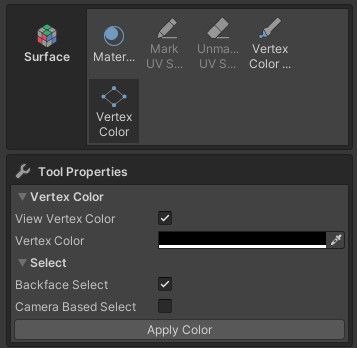 Surface
Mater...
Mark
UV S...
Unma...
UV S...
Vertex
Color ...
Vertex
Color
Tool Properties
Vertex Color
View Vertex Color
Vertex Color
Select
Backface Select
Camera Based Select
Apply Color